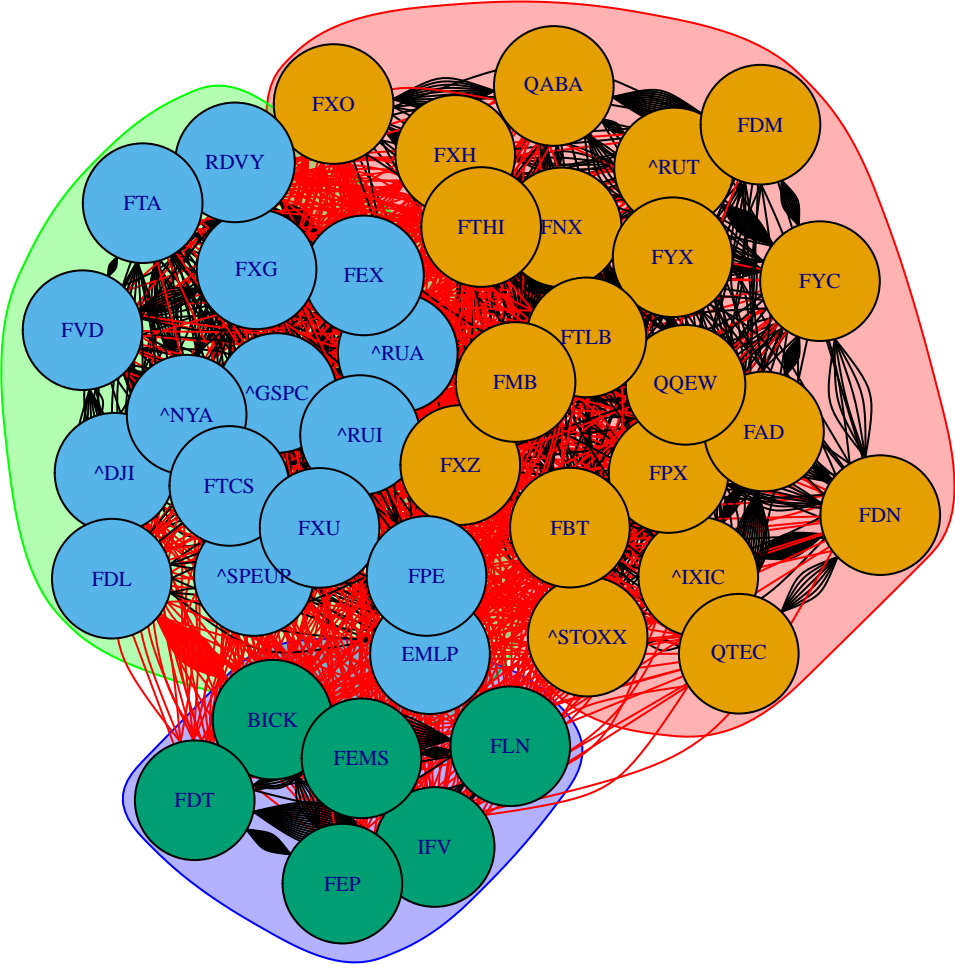 QABA
FXO
FDM
FXH
^RUT
RDVY
FTA
FTHI
FNX
FYX
FXG
FEX
FYC
FVD
FTLB
^RUA
FMB
QQEW
^GSPC
^NYA
^RUI
FAD
FXZ
FPX
^DJI
FTCS
FDN
FXU
FBT
FDL
^SPEUP
FPE
^IXIC
^STOXX
EMLP
QTEC
BICK
FLN
FEMS
FDT
IFV
FEP